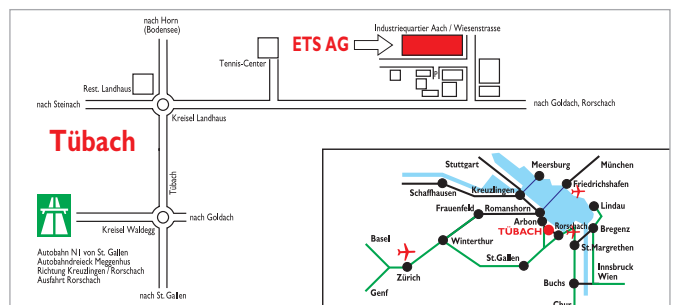 nach Horn
(Bodensee)
ETS AG
Industriequartier Aach / Wiesenstrasse
Tennis-Center
P
Rest. Landhaus
nach Steinach
nach Goldach, Rorschach
Kreisel Landhaus
Tübach
Tübach
nach Goldach
Kreisel Waldegg
Autobahn N1 von St. Gallen
Autobahndreieck Meggenhus
Richtung Kreuzlingen / Rorschach
Ausfahrt Rorschach
nach St. Gallen
Stuttgart
Meersburg
München
Schaffhausen
Kreuzlingen
Friedrichshafen
Frauenfeld
Romanshorn
Lindau
Arbon
TÜBACH
Rorschach
Bregenz
Basel
Winterthur
St.Margrethen
St.Gallen
Zürich
Innsbruck
Wien
Genf
Buchs
Chur